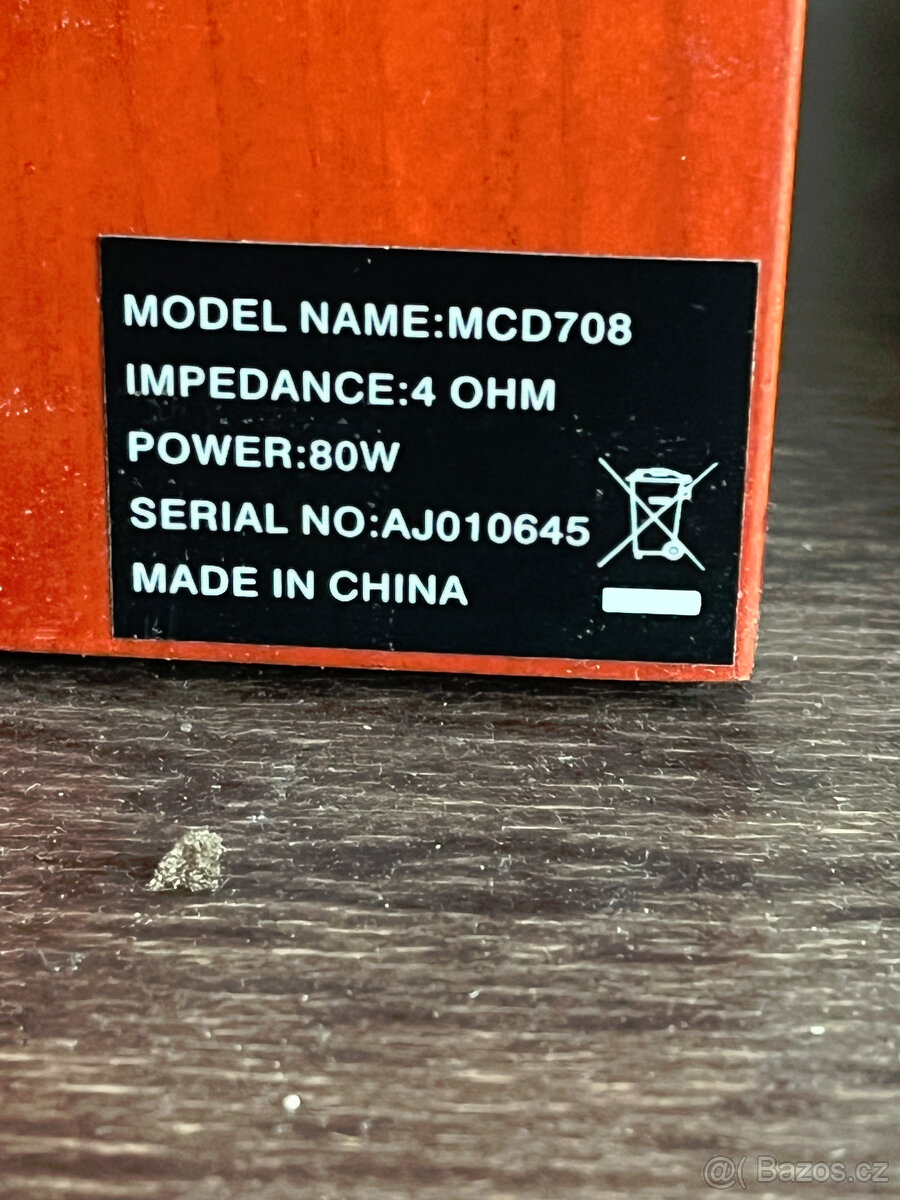 MODEL NAME:MCD708
IMPEDANCE:4 OHM
POWER:80W
SERIAL NO:AJ010645
MADE IN CHINA
@( Bazos.cz